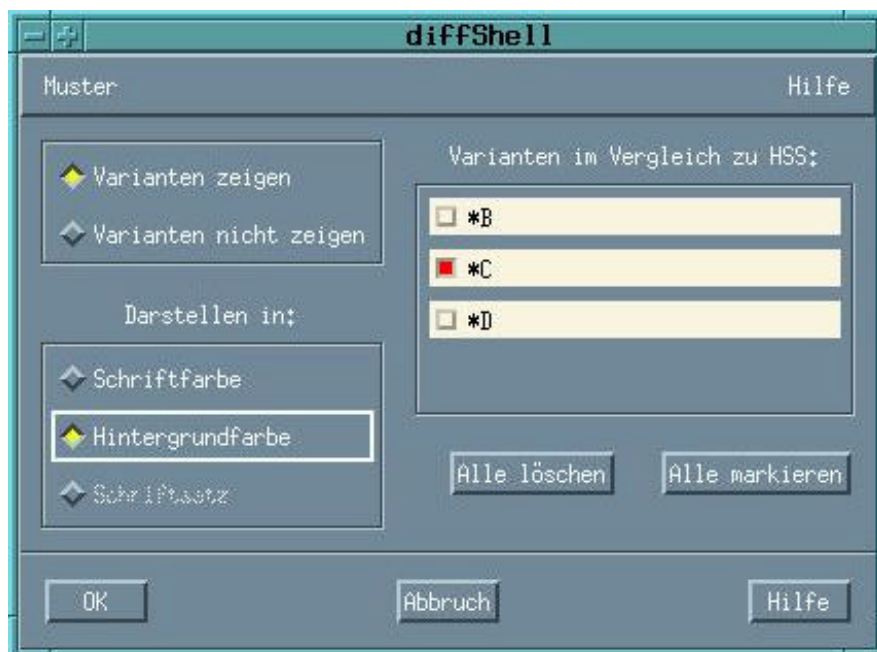 diffShell
Muster Hilfe
Varianten zeigen
Varianten nicht zeigen
Darstellen in:
Schriftfarbe
Hintergrundfarbe
Schriftsatz
Varianten im Vergleich zu HSS:
*B
*C
*D
Alle löschen Alle markieren
OK Abbruch Hilfe